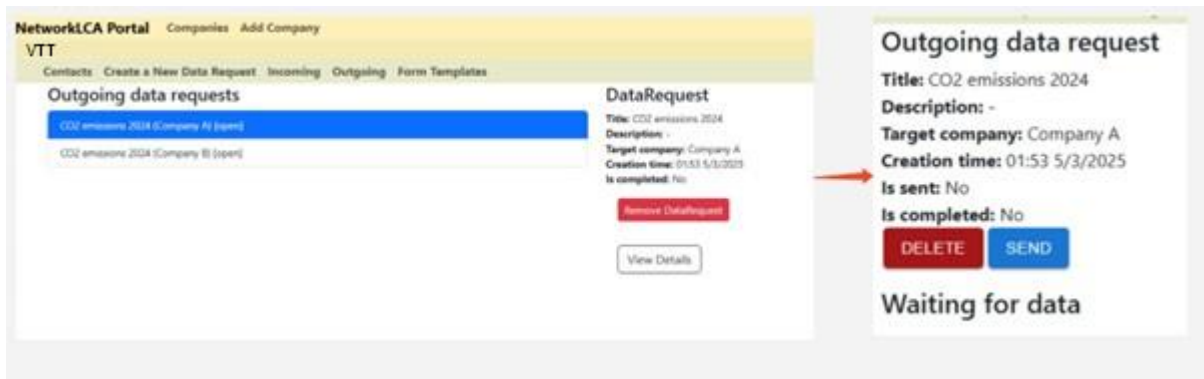 NetworkLCA Portal Companies Add Company
VTT
Contacts Create a New Data Request Incoming Outgoing Form Templates
Outgoing data requests
CO2 emissions 2024 (Company A) [open]
CO2 emissions 2024 (Company B) [open]
DataRequest
Title: CO2 emissions 2024
Description: -
Target company: Company A
Creation time: 01:53 5/3/2025
Is completed: No
Remove DataRequest
View Details
Outgoing data request
Title: CO2 emissions 2024
Description: -
Target company: Company A
Creation time: 01:53 5/3/2025
Is sent: No
Is completed: No
DELETE SEND
Waiting for data